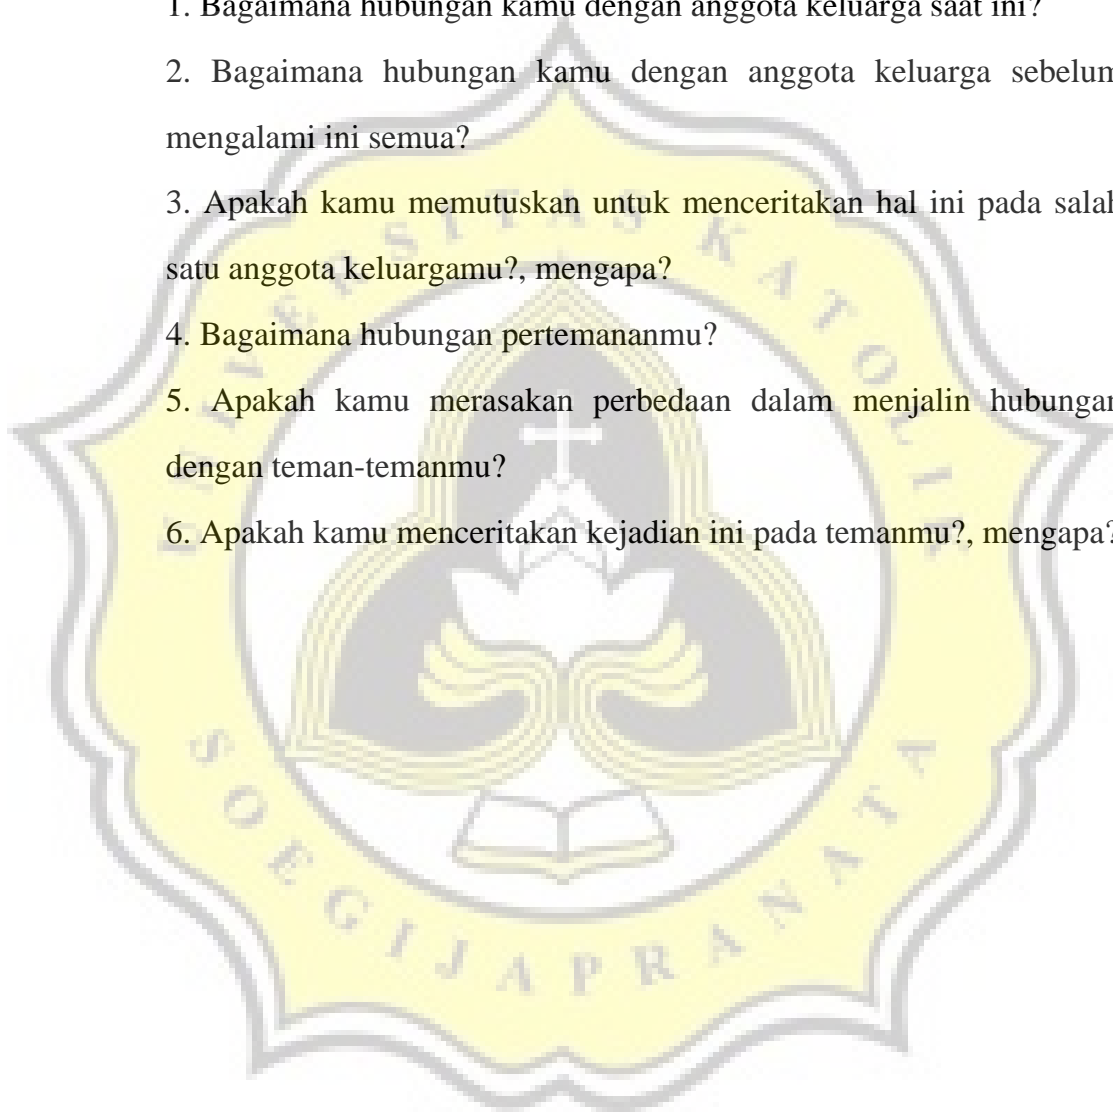 1. Bagaimana hubungan kamu dengan anggota keluarga saat ini?
2. Bagaimana hubungan kamu dengan anggota keluarga sebelum
mengalami ini semua?
3. Apakah kamu memutuskan untuk menceritakan hal ini pada salah
satu anggota keluargamu?, mengapa?
4. Bagaimana hubungan pertemananmu?
5. Apakah kamu merasakan perbedaan dalam menjalin hubungan
dengan teman-temanmu?
6. Apakah kamu menceritakan kejadian ini pada temanmu?, mengapa?
UNIVERSITAS KATOLIK
SOEGIJAPRANATA